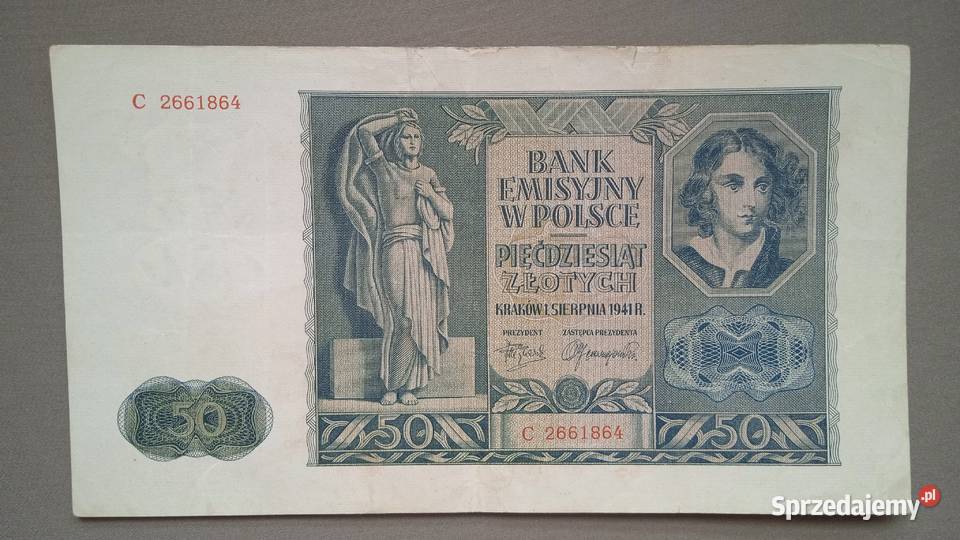 C 2661864
BANK
EMISYJNY
W POLSCE
PIĘĆDZIESIĄT
ZŁOTYCH
KRAKÓW 1. SIERPNIA 1941 R.
PREZYDENT ZASTĘPCA PREZYDENTA
50
50 C 2661864 50
Sprzedajemy.pl